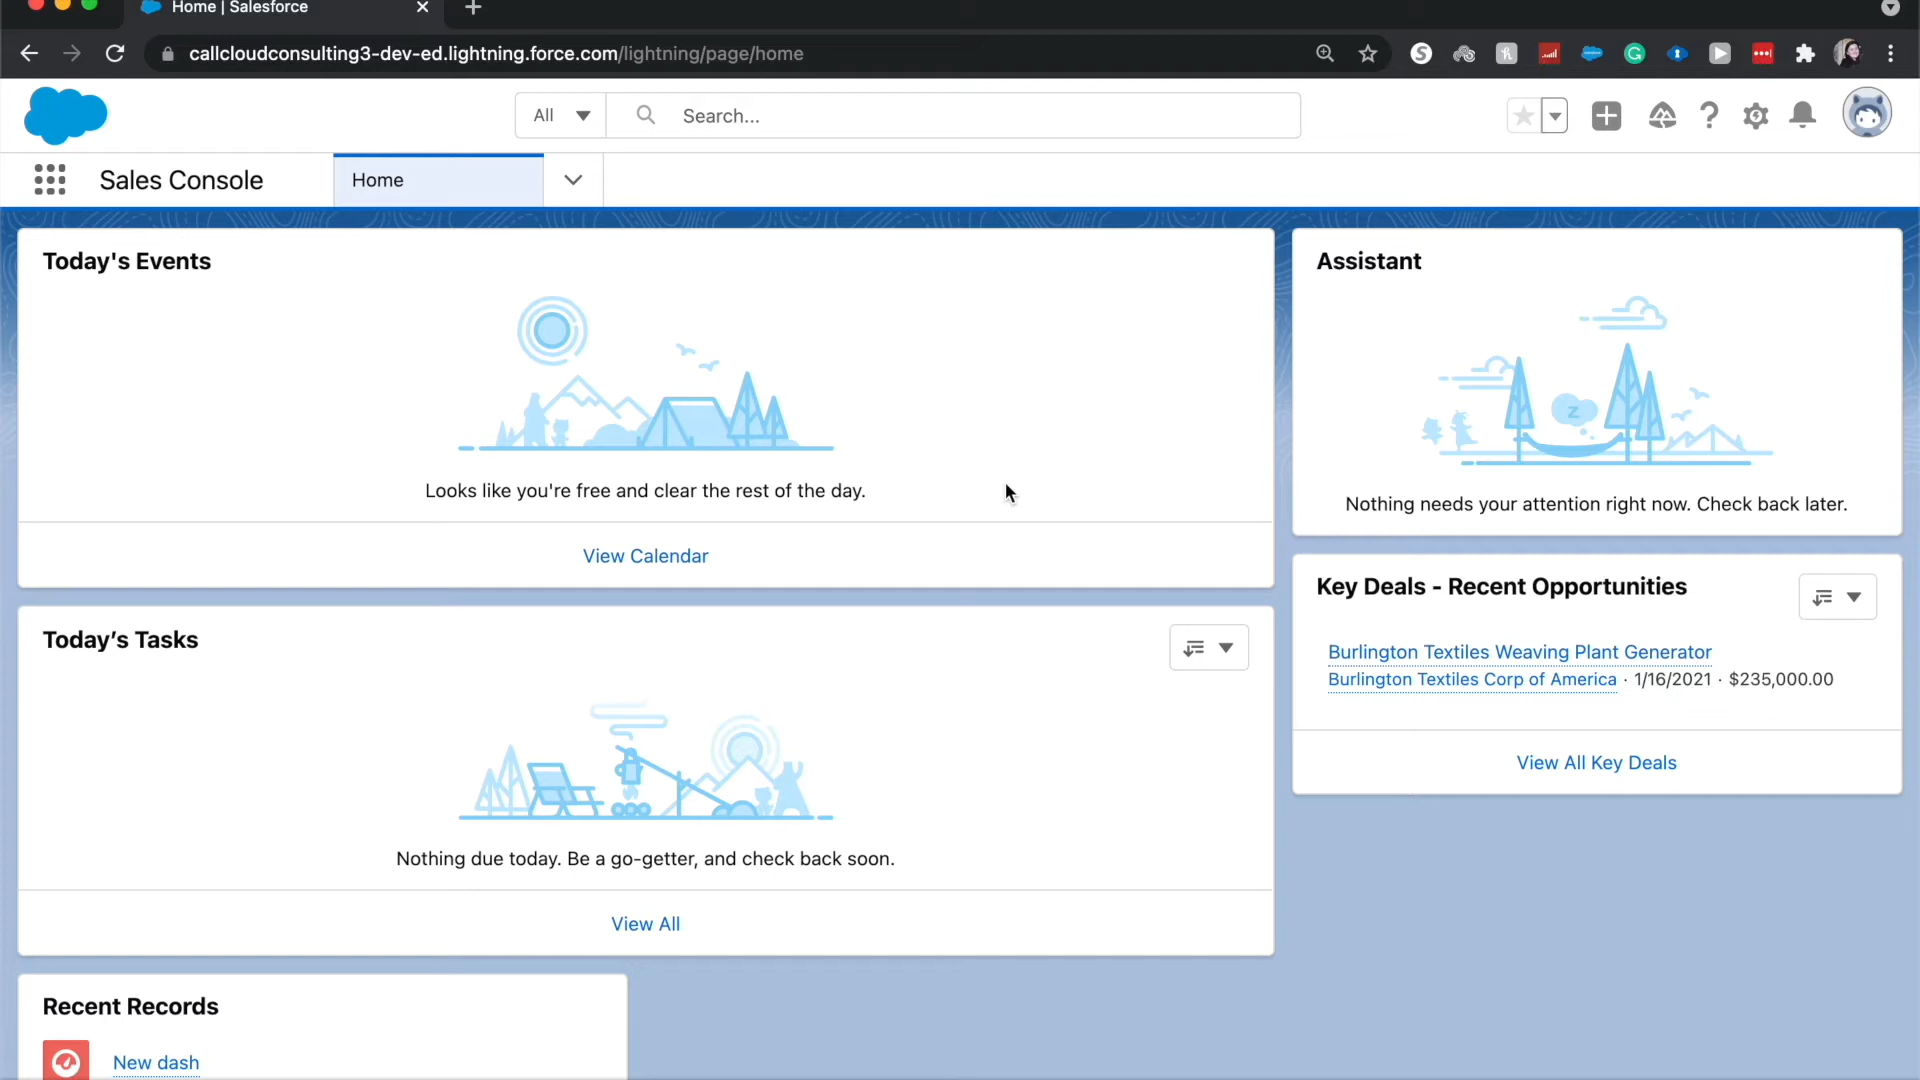 Home | Salesforce
callcloudconsulting3-dev-ed.lightning.force.com/lightning/page/home
All
Search...
Sales Console
Home
Today's Events
Looks like you're free and clear the rest of the day.
View Calendar
Today’s Tasks
Nothing due today. Be a go-getter, and check back soon.
View All
Recent Records
New dash
Assistant
z
Nothing needs your attention right now. Check back later.
Key Deals - Recent Opportunities
Burlington Textiles Weaving Plant Generator
Burlington Textiles Corp of America · 1/16/2021 · $235,000.00
View All Key Deals